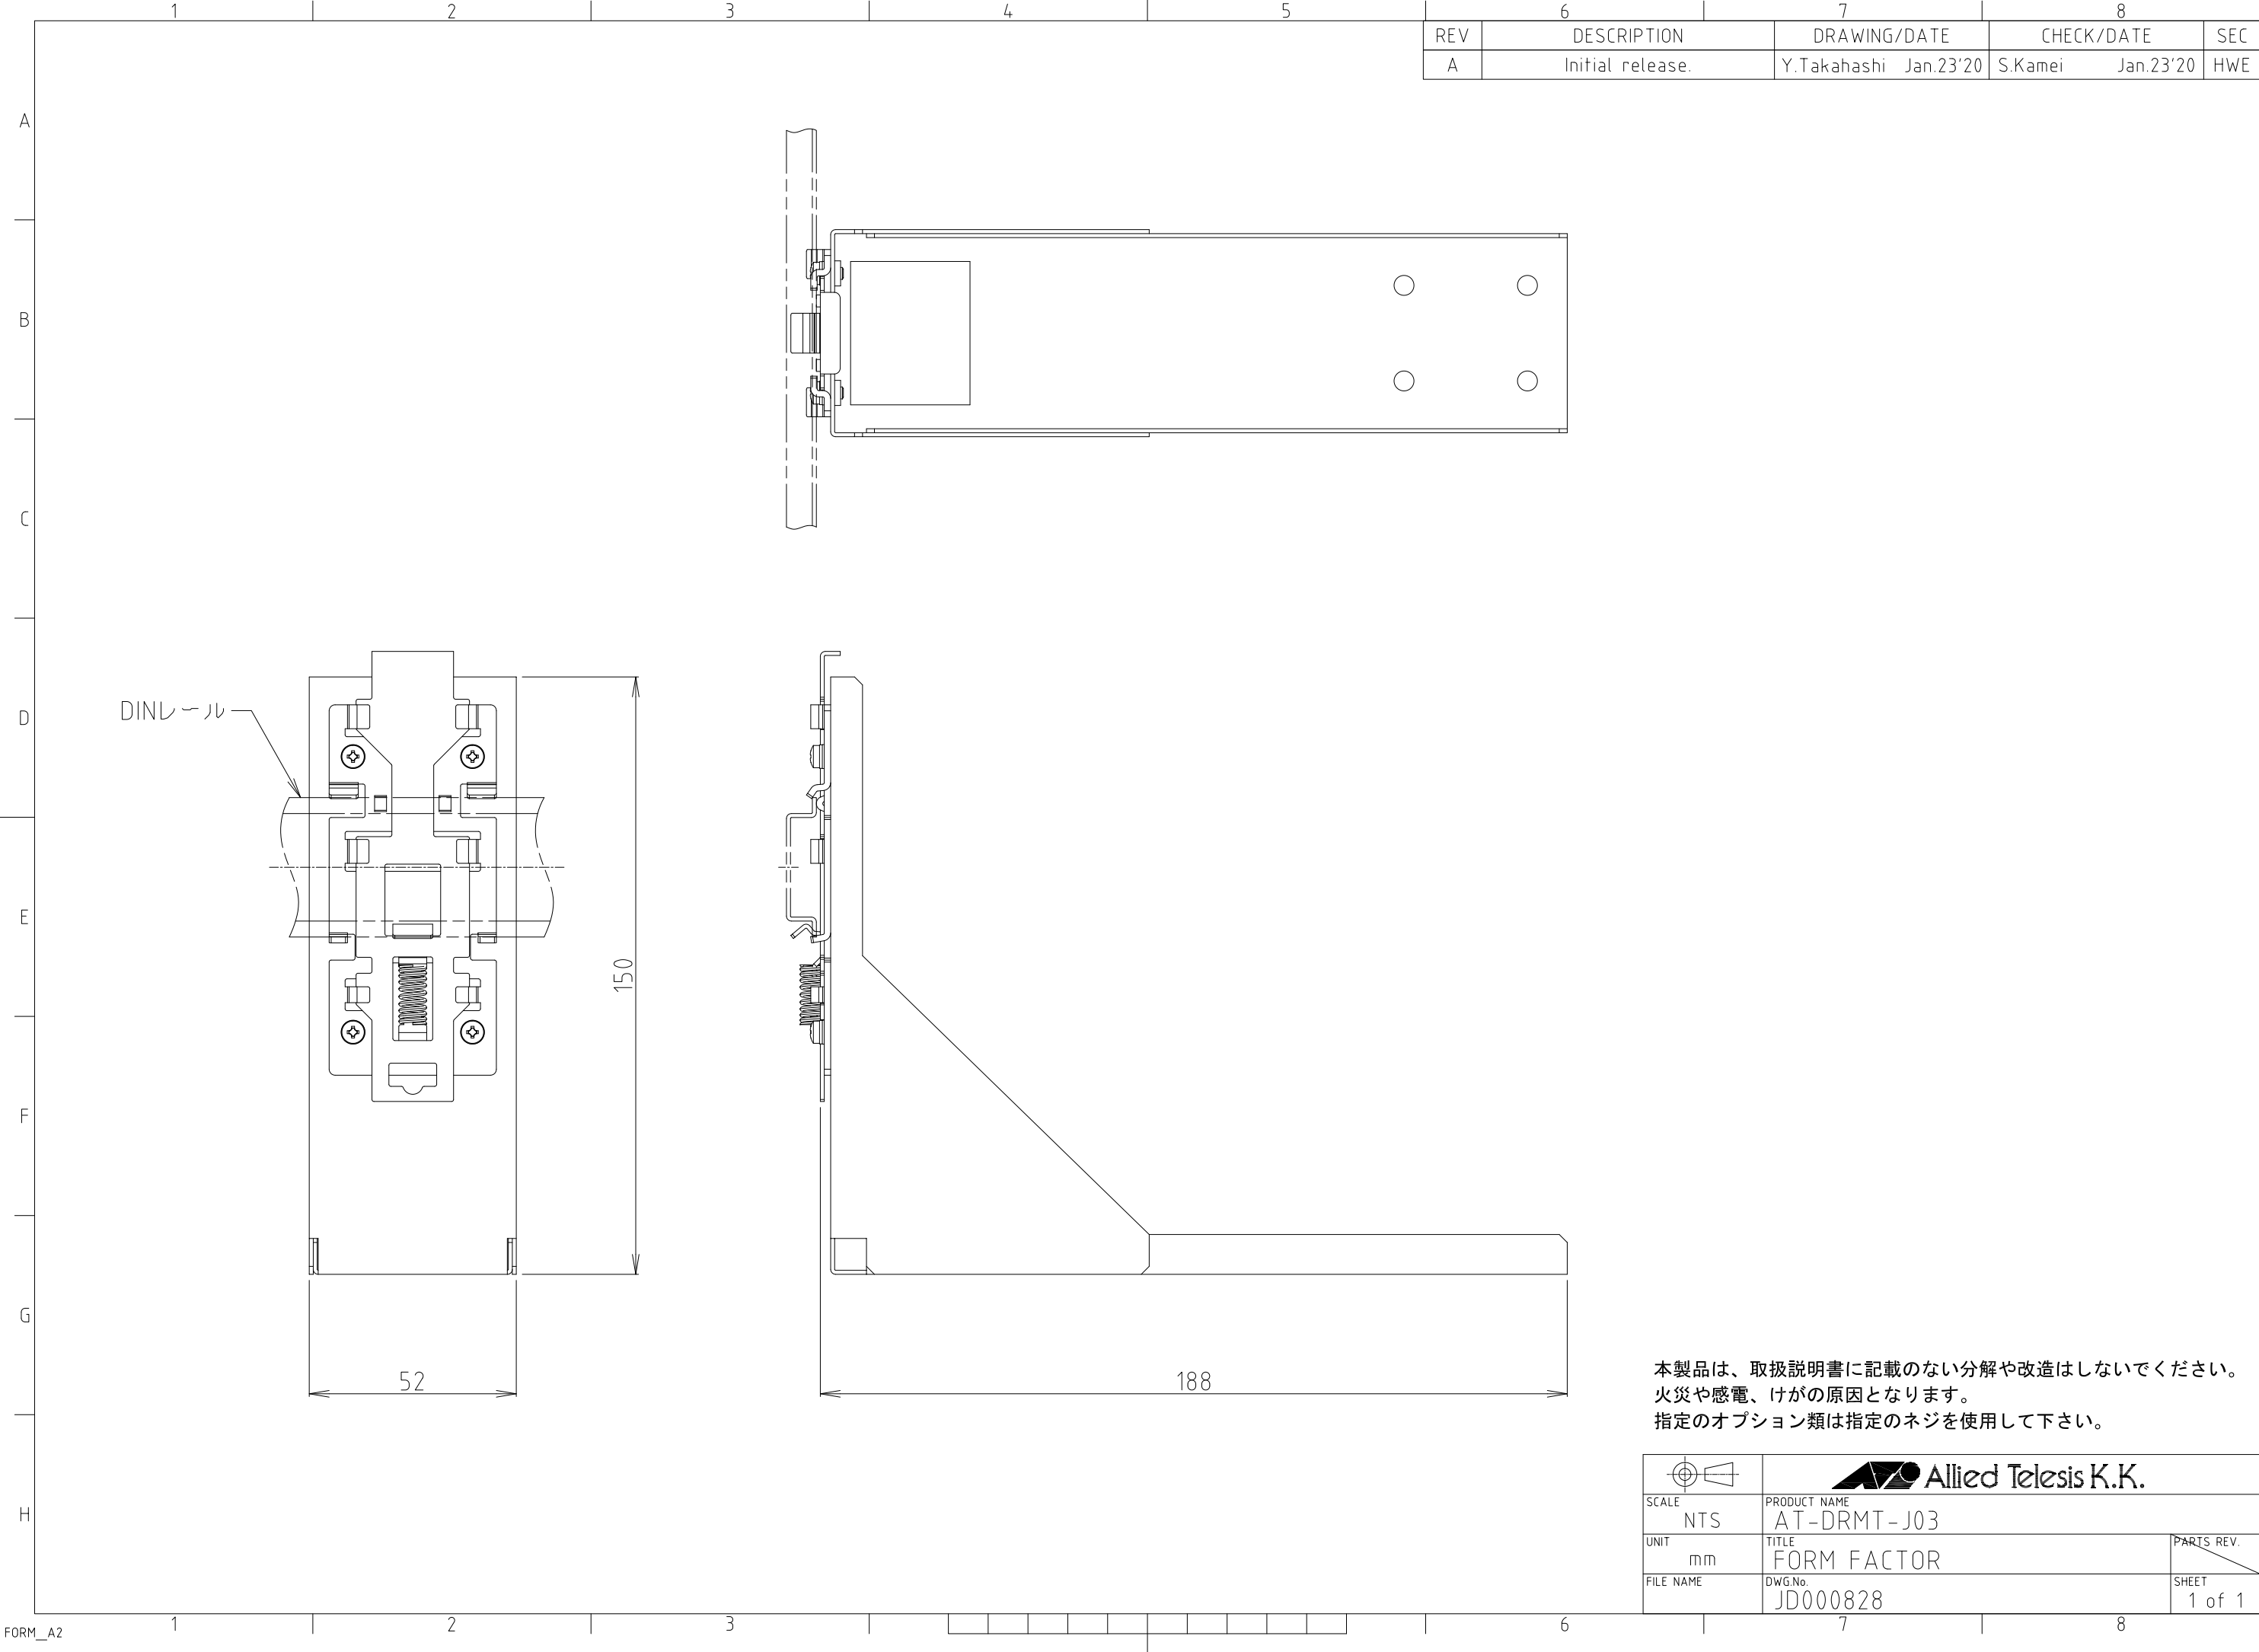 1 2 3 4 5 6 7 8
REV DESCRIPTION DRAWING/DATE CHECK/DATE SEC
A Initial release. Y.Takahashi Jan.23'20 S.Kamei Jan.23'20 HWE
A
B
C
D
DINレール
E
150
F
G
52
188
本製品は、取扱説明書に記載のない分解や改造はしないでください。
火災や感電、けがの原因となります。
指定のオプション類は指定のネジを使用して下さい。
Allied Telesis K.K.
H
SCALE
NTS
PRODUCT NAME
AT-DRMT-J03
UNIT
mm
TITLE
FORM FACTOR
PARTS REV.
FILE NAME
DWG.No.
JD000828
SHEET
1 of 1
1 2 3 6 7 8
FORM_A2